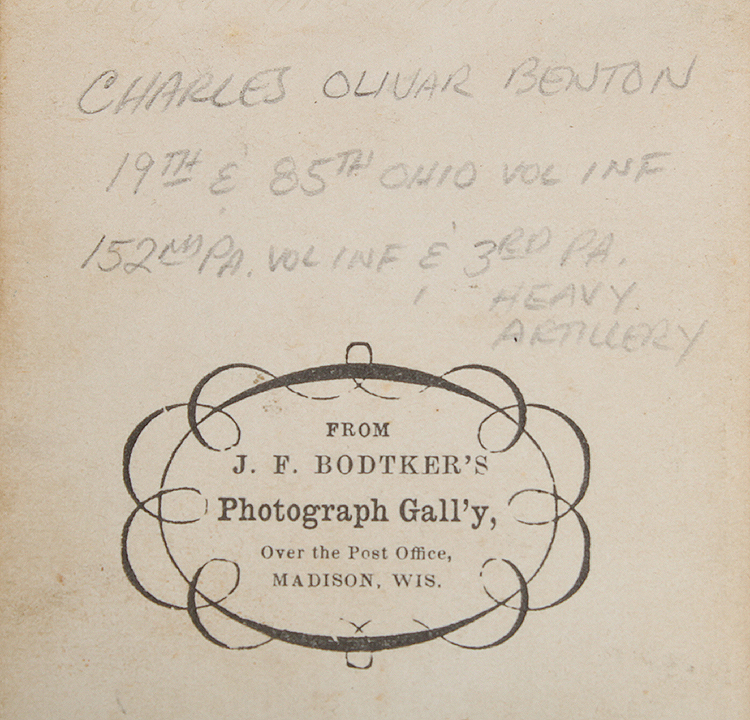 CHARLES OLIVAR BENTON
19TH & 85TH OHIO VOL INF
152ND PA. VOL INF & 3RD PA.
HEAVY
ARTILLERY
FROM
J. F. BODTKER'S
Photograph Gall'y,
Over the Post Office,
MADISON, WIS.